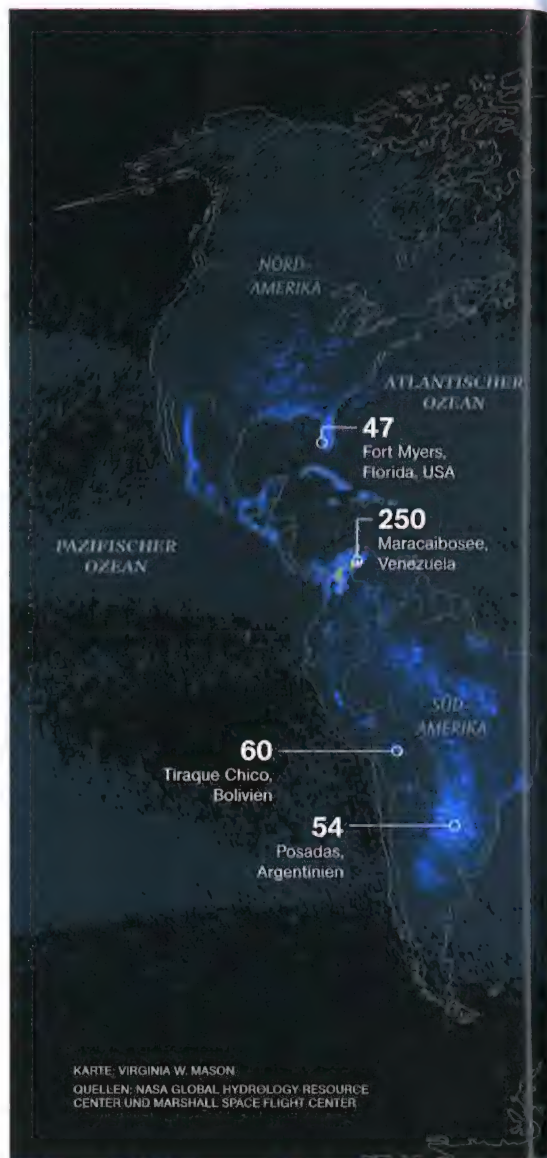 NORD-
AMERIKA
ATLANTISCHER
OZEAN
47
Fort Myers,
Florida, USA
250
Maracaibosee,
Venezuela
PAZIFISCHER
OZEAN
SÜD-
AMERIKA
60
Tiraque Chico,
Bolivien
54
Posadas,
Argentinien
KARTE: VIRGINIA W. MASON
QUELLEN: NASA GLOBAL HYDROLOGY RESOURCE
CENTER UND MARSHALL SPACE FLIGHT CENTER